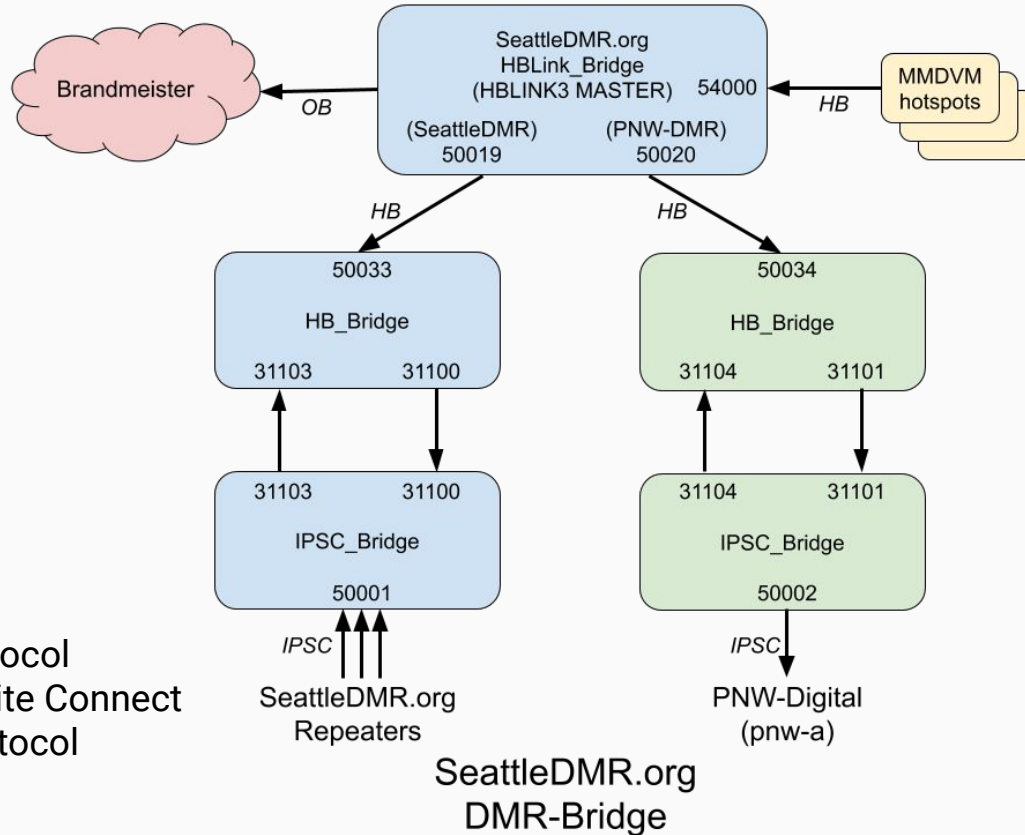 SeattleDMR.org
HBLink_Bridge
(HBLINK3 MASTER)
54000
(SeattleDMR)
50019
(PNW-DMR)
50020
Brandmeister
OB
HB
MMDVM
hotspots
HB
HB
50033
HB_Bridge
31103
31100
50034
HB_Bridge
31104
31101
31103
31100
IPSC_Bridge
50001
31104
31101
IPSC_Bridge
50002
IPSC
SeattleDMR.org
Repeaters
IPSC
PNW-Digital
(pnw-a)
ocol
ite Connect
tocol
SeattleDMR.org
DMR-Bridge